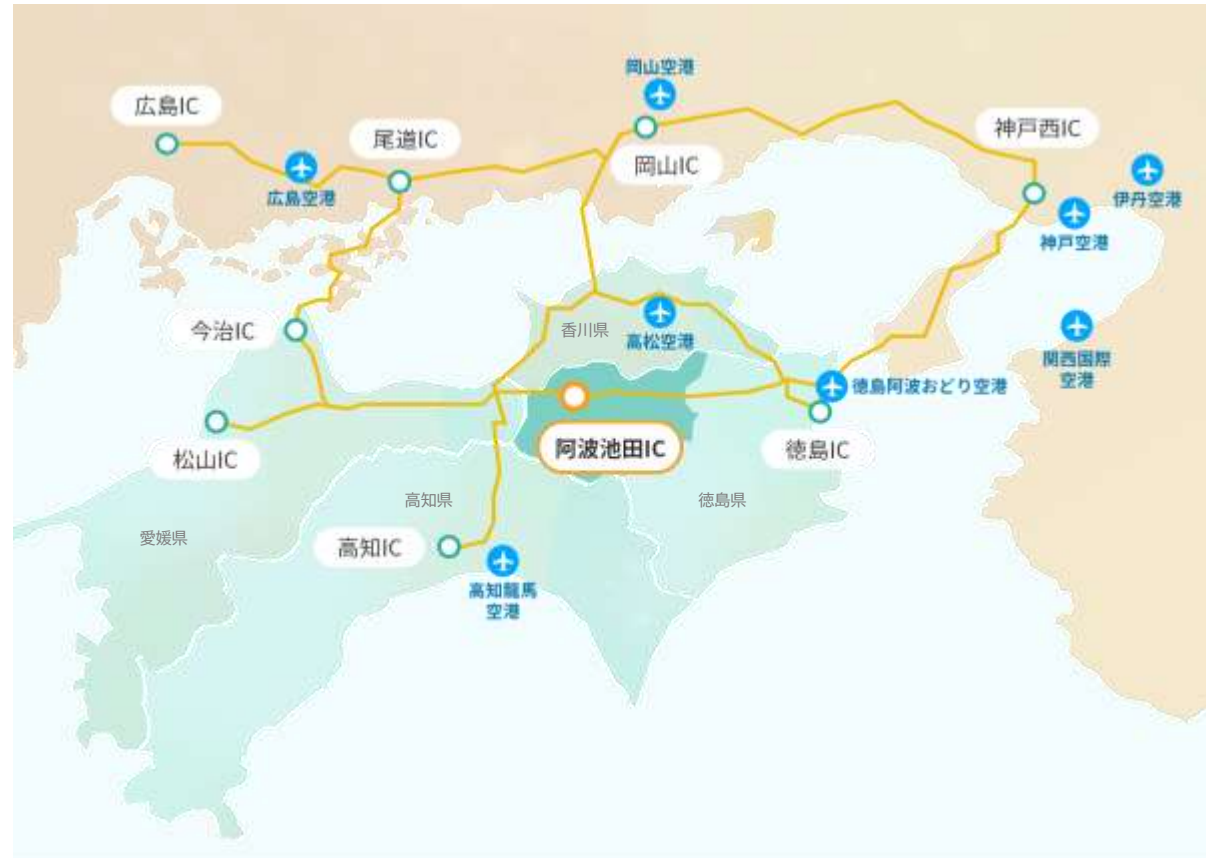 岡山空港
広島IC
神戸西IC
尾道IC
岡山IC
伊丹空港
広島空港
神戸空港
今治IC
香川県
高松空港
関西国際
空港
徳島阿波おどり空港
阿波池田IC
松山IC
徳島IC
高知県
徳島県
愛媛県
高知IC
高知龍馬
空港